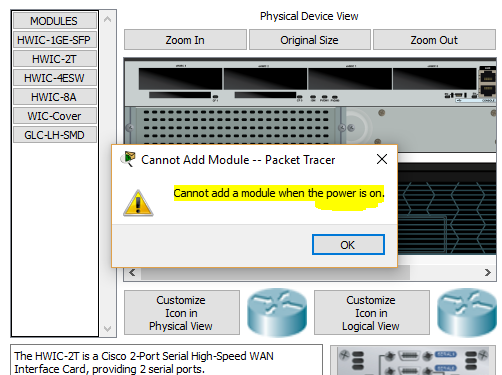 MODULES
HWIC-1GE-SFP
HWIC-2T
HWIC-4ESW
HWIC-8A
WIC-Cover
GLC-LH-SMD
Physical Device View
Zoom In
Original Size
Zoom Out
Cannot Add Module -- Packet Tracer
Cannot add a module when the power is on.
OK
Customize
Icon in
Physical View
Customize
Icon in
Logical View
The HWIC-2T is a Cisco 2-Port Serial High-Speed WAN
Interface Card, providing 2 serial ports.